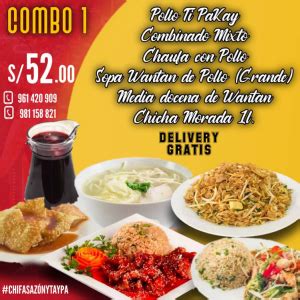 COMBO 1
S/52.00
961 420 909
981 158 821
Pollo Ti PaKay
Combinado Mixto
Chaufa con Pollo
Sopa Wantan de Pollo (Grande)
Media docena de Wantan
Chicha Morada 1l.
DELIVERY
GRATIS
#CHIFASAZÓNYTAYPA